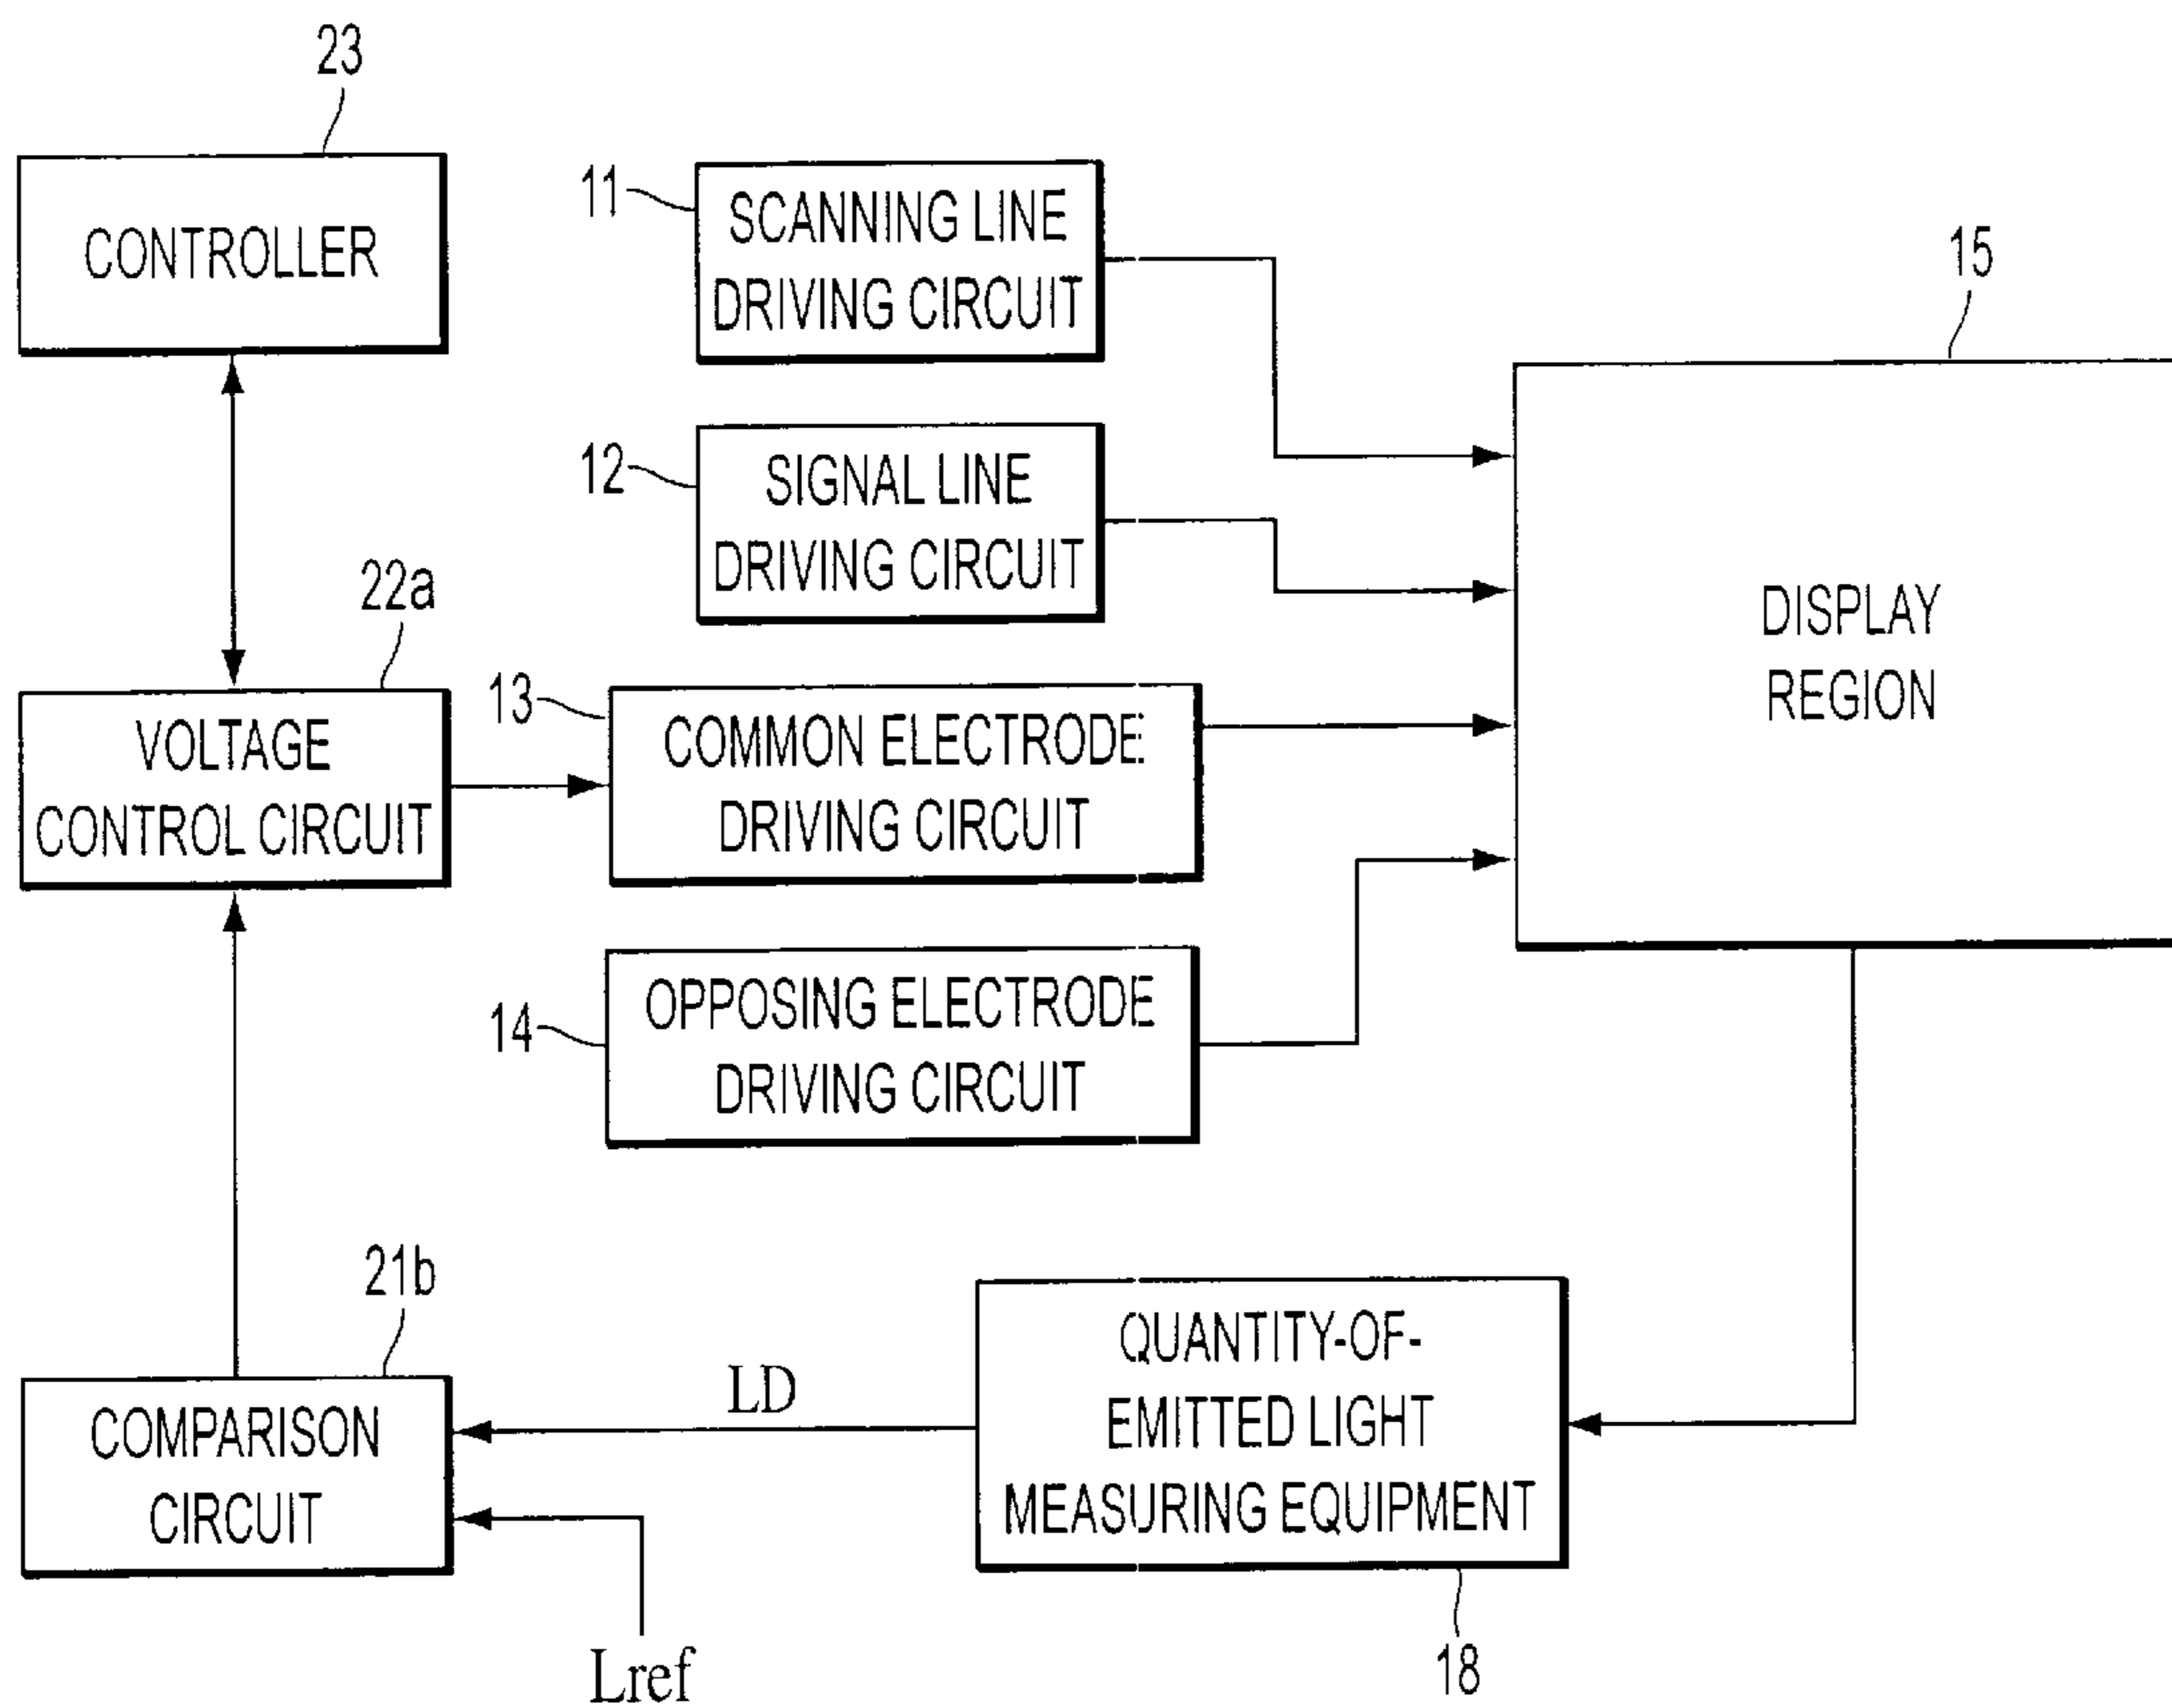 23
CONTROLLER
11
SCANNING LINE
DRIVING CIRCUIT
15
12
SIGNAL LINE
DRIVING CIRCUIT
DISPLAY
REGION
22a
VOLTAGE
CONTROL CIRCUIT
13
COMMON ELECTRODE
DRIVING CIRCUIT
14
OPPOSING ELECTRODE
DRIVING CIRCUIT
21b
COMPARISON
CIRCUIT
LD
Lref
QUANTITY-OF-
EMITTED LIGHT
MEASURING EQUIPMENT
18